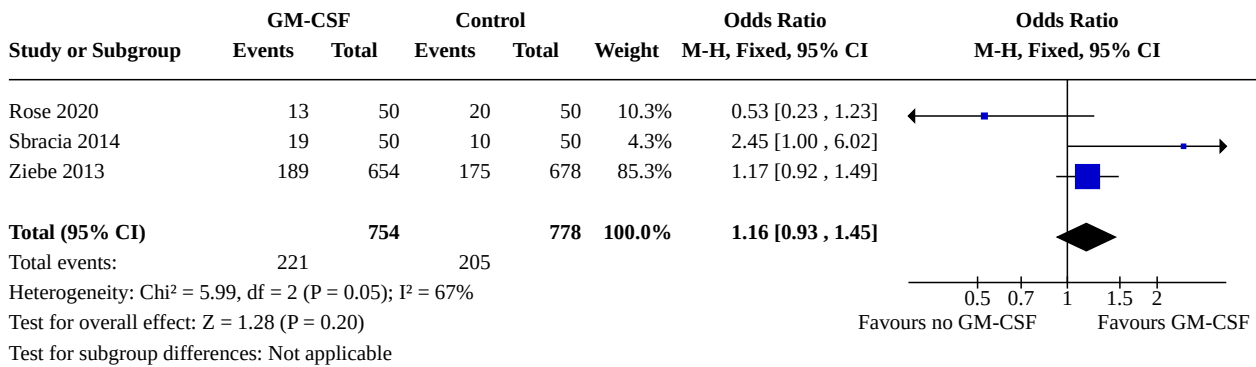 GM-CSF Control Odds Ratio Odds Ratio
Study or Subgroup Events Total Events Total Weight M-H, Fixed, 95% CI M-H, Fixed, 95% CI
Rose 2020 13 50 20 50 10.3% 0.53 [0.23 , 1.23]
Sbracia 2014 19 50 10 50 4.3% 2.45 [1.00 , 6.02]
Ziebe 2013 189 654 175 678 85.3% 1.17 [0.92 , 1.49]
Total (95% CI) 754 778 100.0% 1.16 [0.93 , 1.45]
Total events: 221 205
Heterogeneity: Chi² = 5.99, df = 2 (P = 0.05); I² = 67%
0.5 0.7 1 1.5 2
Test for overall effect: Z = 1.28 (P = 0.20)
Favours no GM-CSF Favours GM-CSF
Test for subgroup differences: Not applicable